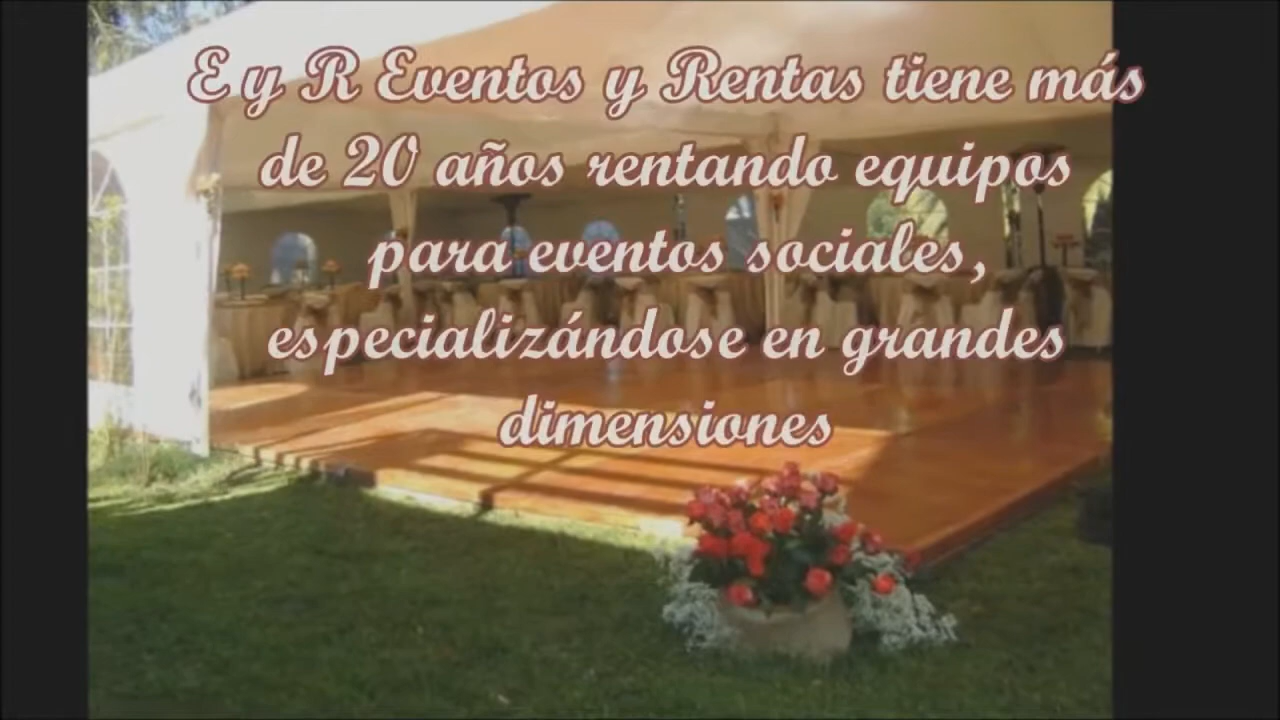 E y R Eventos y Rentas tiene más
de 20 años rentando equipos
para eventos sociales,
especializándose en grandes
dimensiones